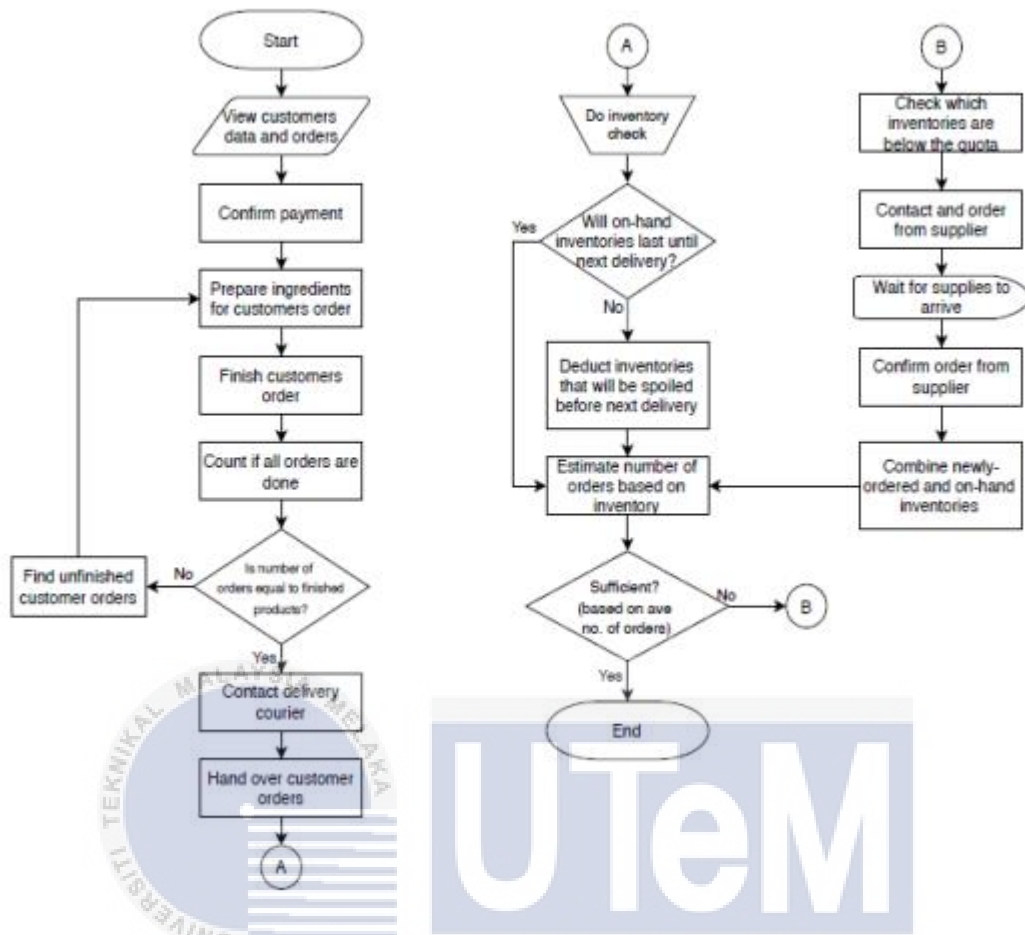 Start
View customers
data and orders
Confirm payment
Prepare ingredients
for customers order
Finish customers
order
Count if all orders are
done
Is number of
orders equal to finished
products?
No
Find unfinished
customer orders
Yes
Contact delivery
courier
Hand over customer
orders
A
A
Do inventory
check
Will on-hand
inventories last until
next delivery?
Yes
No
Deduct inventories
that will be spoiled
before next delivery
Estimate number of
orders based on
inventory
Sufficient?
(based on ave
no. of orders)
No
B
Yes
End
B
Check which
inventories are
below the quota
Contact and order
from supplier
Wait for supplies to
arrive
Confirm order from
supplier
Combine newly-
ordered and on-hand
inventories
UNIVERSITI TEKNIKAL MALAYSIA MELAKA
UTeM